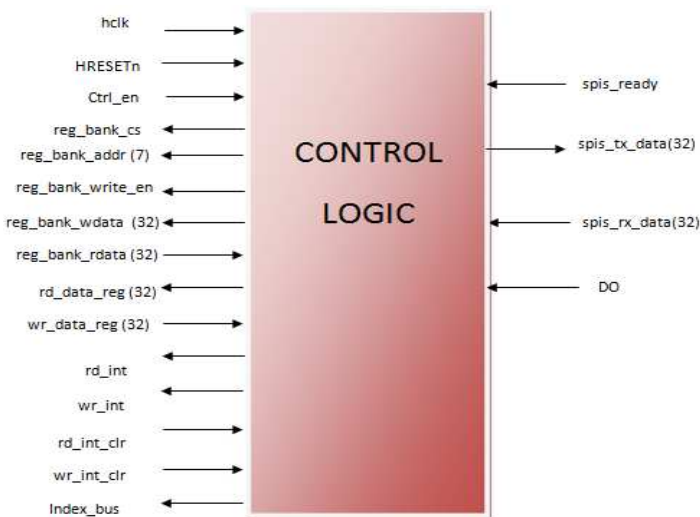 hclk
HRESETn
Ctrl_en
reg_bank_cs
reg_bank_addr (7)
reg_bank_write_en
reg_bank_wdata (32)
reg_bank_rdata (32)
rd_data_reg (32)
wr_data_reg (32)
rd_int
wr_int
rd_int_clr
wr_int_clr
Index_bus
CONTROL
LOGIC
spis_ready
spis_tx_data(32)
spis_rx_data(32)
DO